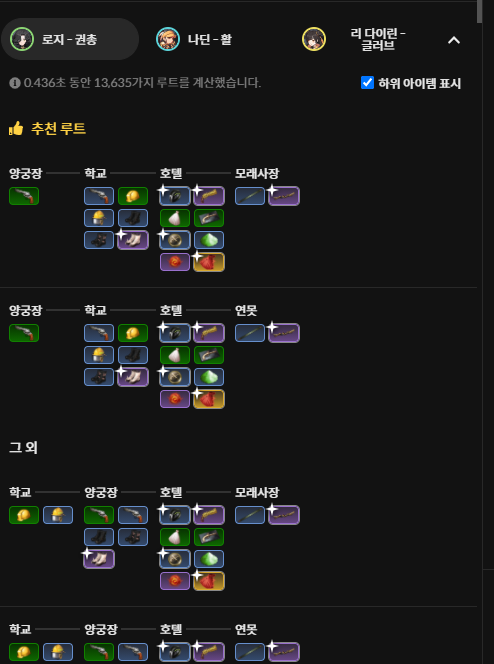 로지 - 권총
나딘 - 활
리 다이린 -
글러브
0.436초 동안 13,635가지 루트를 계산했습니다.
하위 아이템 표시
추천 루트
양궁장 학교 호텔 모래사장
양궁장 학교 호텔 연못
그 외
학교 양궁장 호텔 모래사장
학교 양궁장 호텔 연못